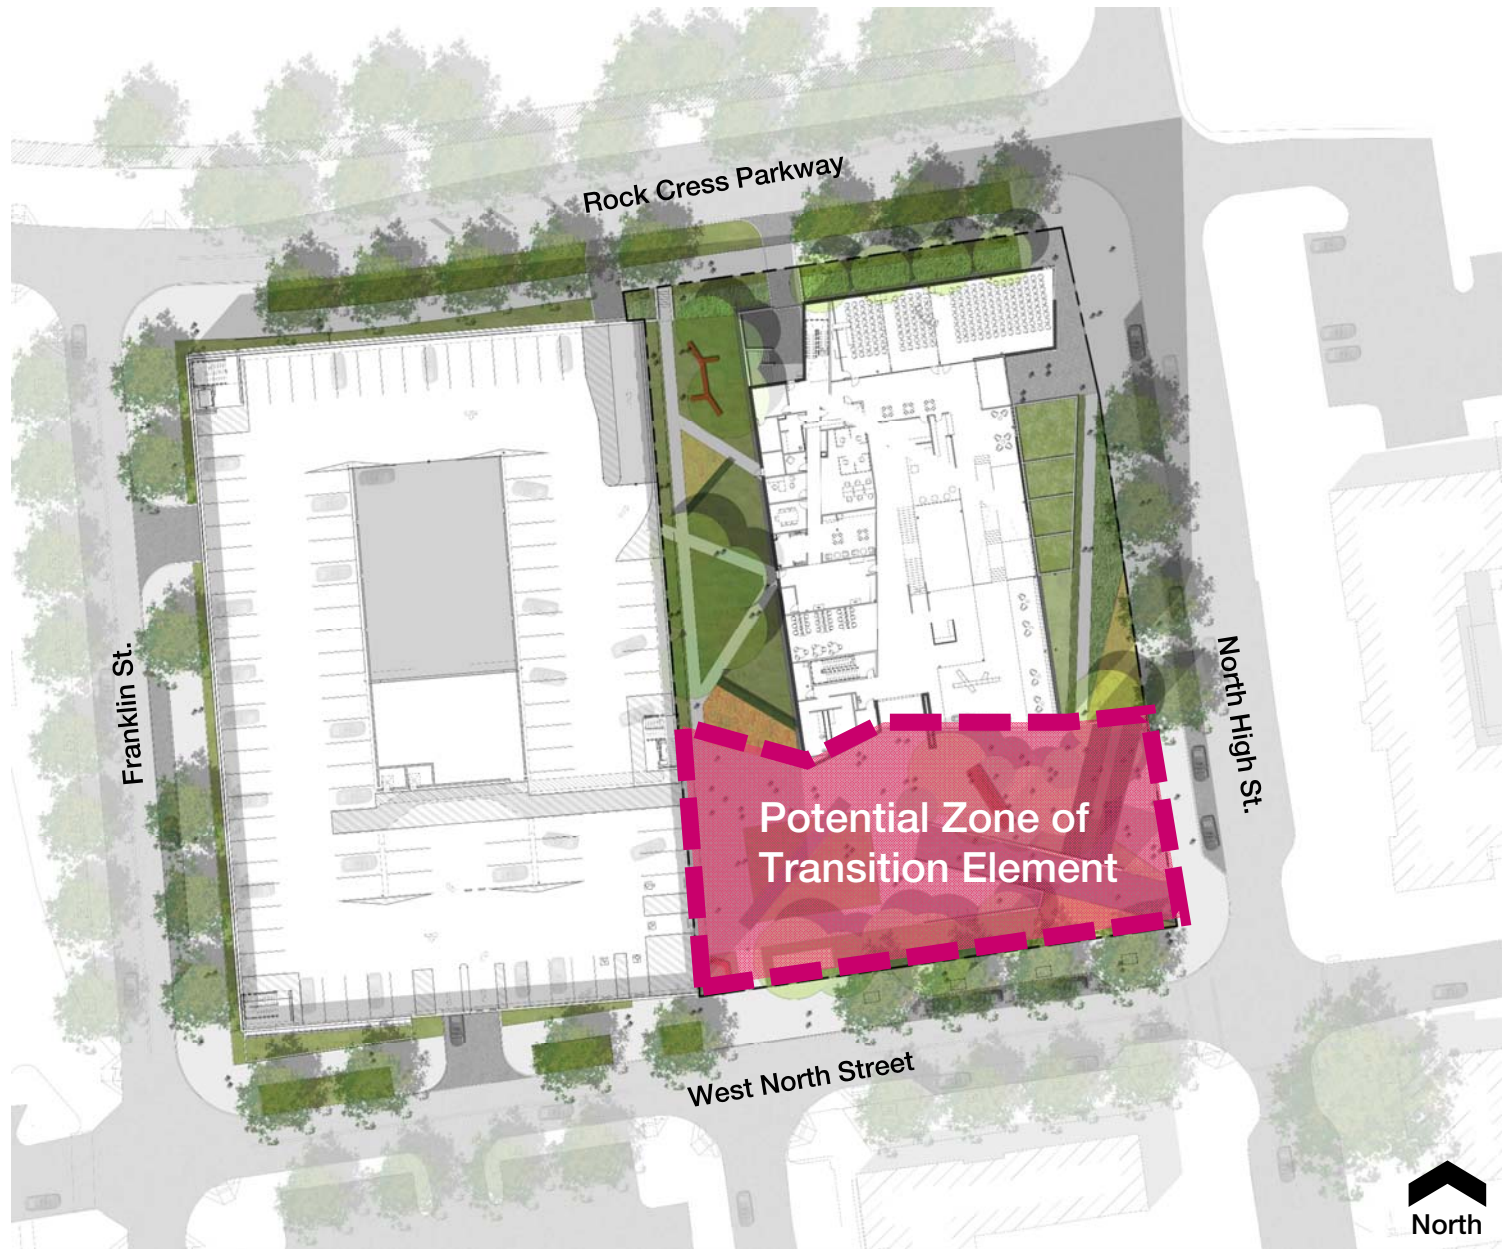 Rock Cress Parkway
Franklin St.
North High St.
Potential Zone of
Transition Element
West North Street
North